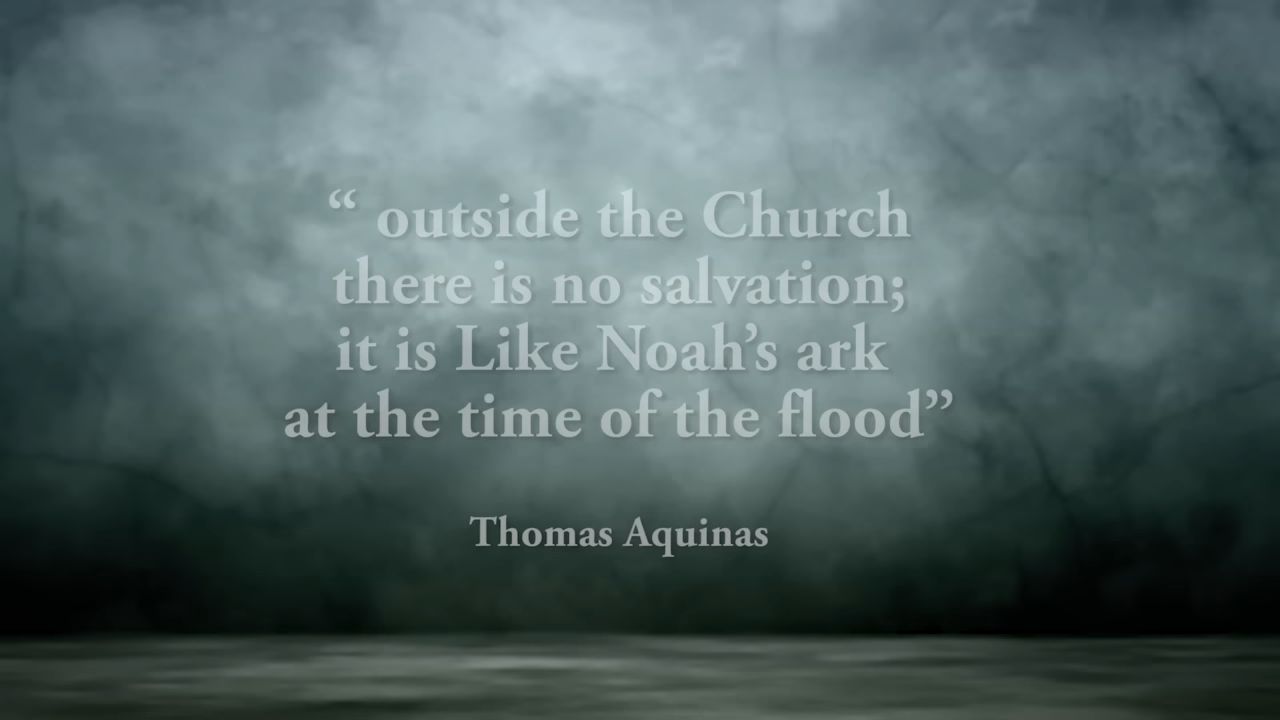 “ outside the Church
there is no salvation;
it is Like Noah’s ark
at the time of the flood”
Thomas Aquinas